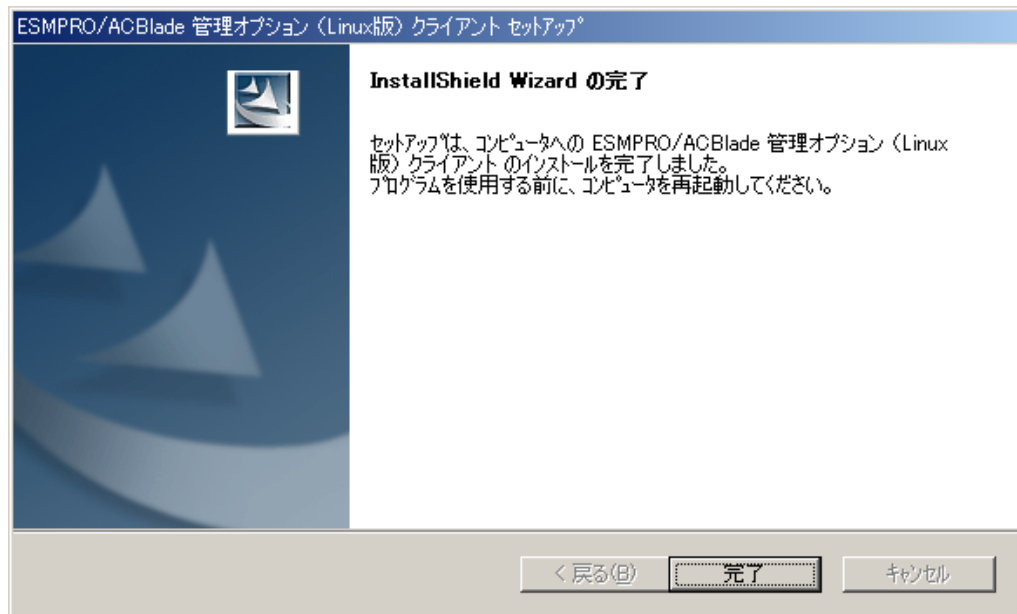 ESMPRO/ACBlade 管理オプション (Linux版) クライアント セットアップ
InstallShield Wizard の完了
セットアップは、コンピュータへの ESMPRO/ACBlade 管理オプション (Linux
版) クライアント のインストールを完了しました。
プログラムを使用する前に、コンピュータを再起動してください。
< 戻る(B)
完了
キャンセル